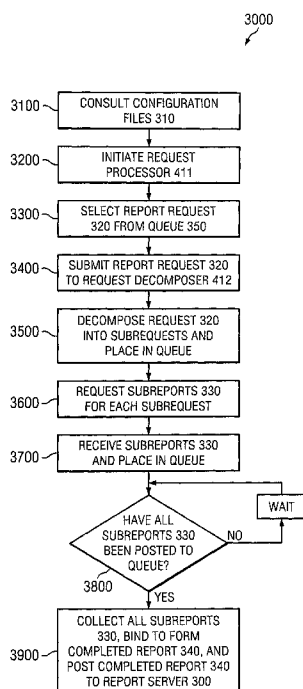 3000
3100
CONSULT CONFIGURATION
FILES 310
3200
INITIATE REQUEST
PROCESSOR 411
3300
SELECT REPORT REQUEST
320 FROM QUEUE 350
3400
SUBMIT REPORT REQUEST 320
TO REQUEST DECOMPOSER 412
3500
DECOMPOSE REQUEST 320
INTO SUBREQUESTS AND
PLACE IN QUEUE
3600
REQUEST SUBREPORTS 330
FOR EACH SUBREQUEST
3700
RECEIVE SUBREPORTS 330
AND PLACE IN QUEUE
WAIT
HAVE ALL
SUBREPORTS 330
BEEN POSTED TO
QUEUE?
NO
3800
YES
3900
COLLECT ALL SUBREPORTS
330, BIND TO FORM
COMPLETED REPORT 340, AND
POST COMPLETED REPORT 340
TO REPORT SERVER 300